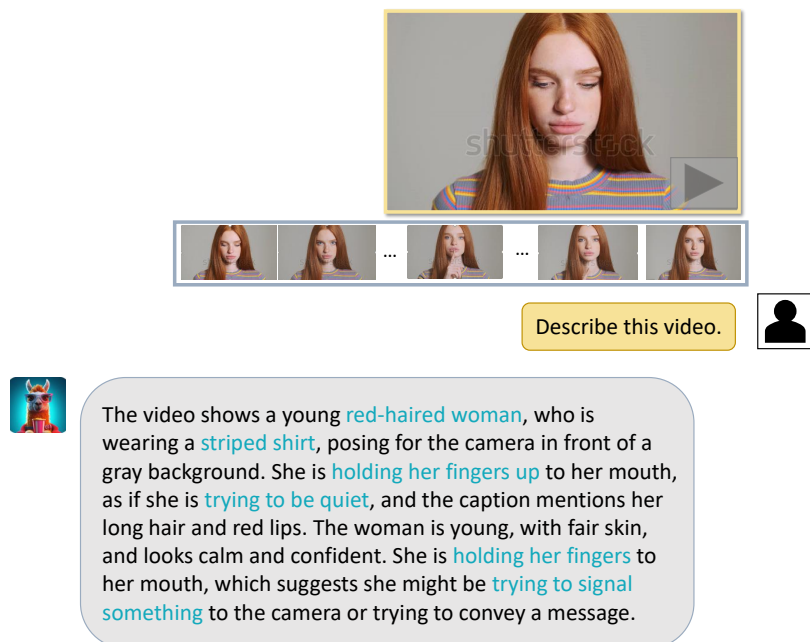 shutterstock
...
...
Describe this video.
The video shows a young red-haired woman, who is
wearing a striped shirt, posing for the camera in front of a
gray background. She is holding her fingers up to her mouth,
as if she is trying to be quiet, and the caption mentions her
long hair and red lips. The woman is young, with fair skin,
and looks calm and confident. She is holding her fingers to
her mouth, which suggests she might be trying to signal
something to the camera or trying to convey a message.